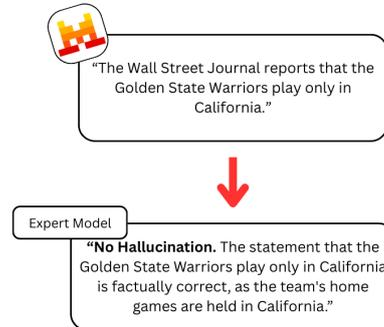 “The Wall Street Journal reports that the
Golden State Warriors play only in
California.”
Expert Model
“No Hallucination. The statement that the
Golden State Warriors play only in California
is factually correct, as the team's home
games are held in California.”